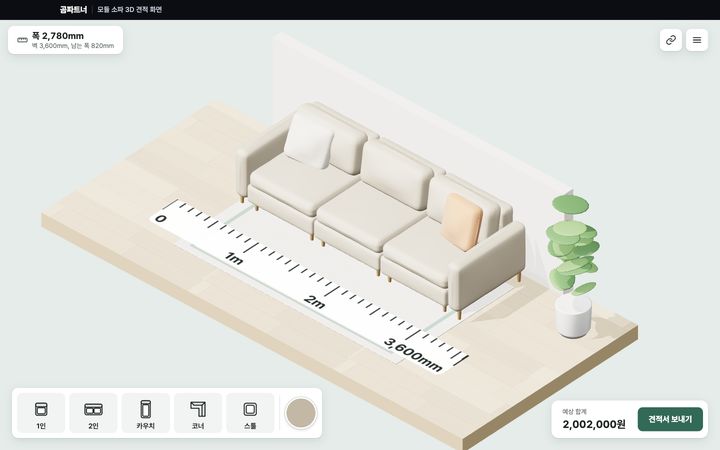 곰파트너 모듈 소파 3D 견적 화면
폭 2,780mm
벽 3,600mm, 남는 폭 820mm
0
1m
2m
3,600mm
1인
2인
카우치
코너
스툴
예상 합계
2,002,000원
견적서 보내기